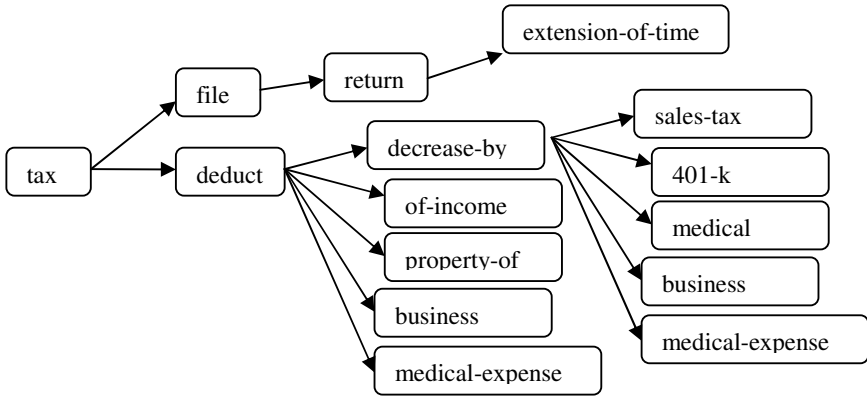 extension-of-time
return
file
sales-tax
decrease-by
tax
deduct
401-k
of-income
medical
property-of
business
business
medical-expense
medical-expense